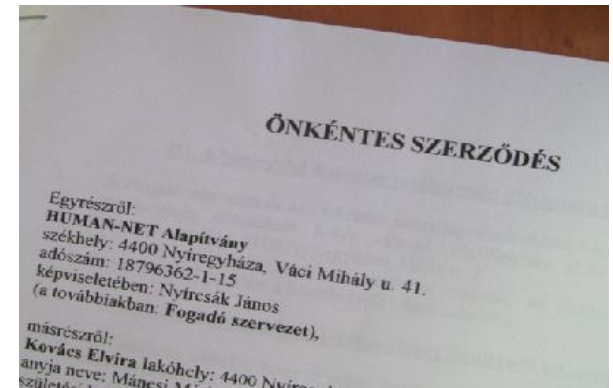 ÖNKÉNTES SZERZŐDÉS
Egyrészről:
HUMAN-NET Alapítvány
székhely: 4400 Nyíregyháza, Váci Mihály u. 41.
adószám: 18796362-1-15
képviseletében: Nyircsák János
(a továbbiakban: Fogadó szervezet),
másrészről:
Kovács Elvira lakóhely: 4400
anyja neve: Máncsi